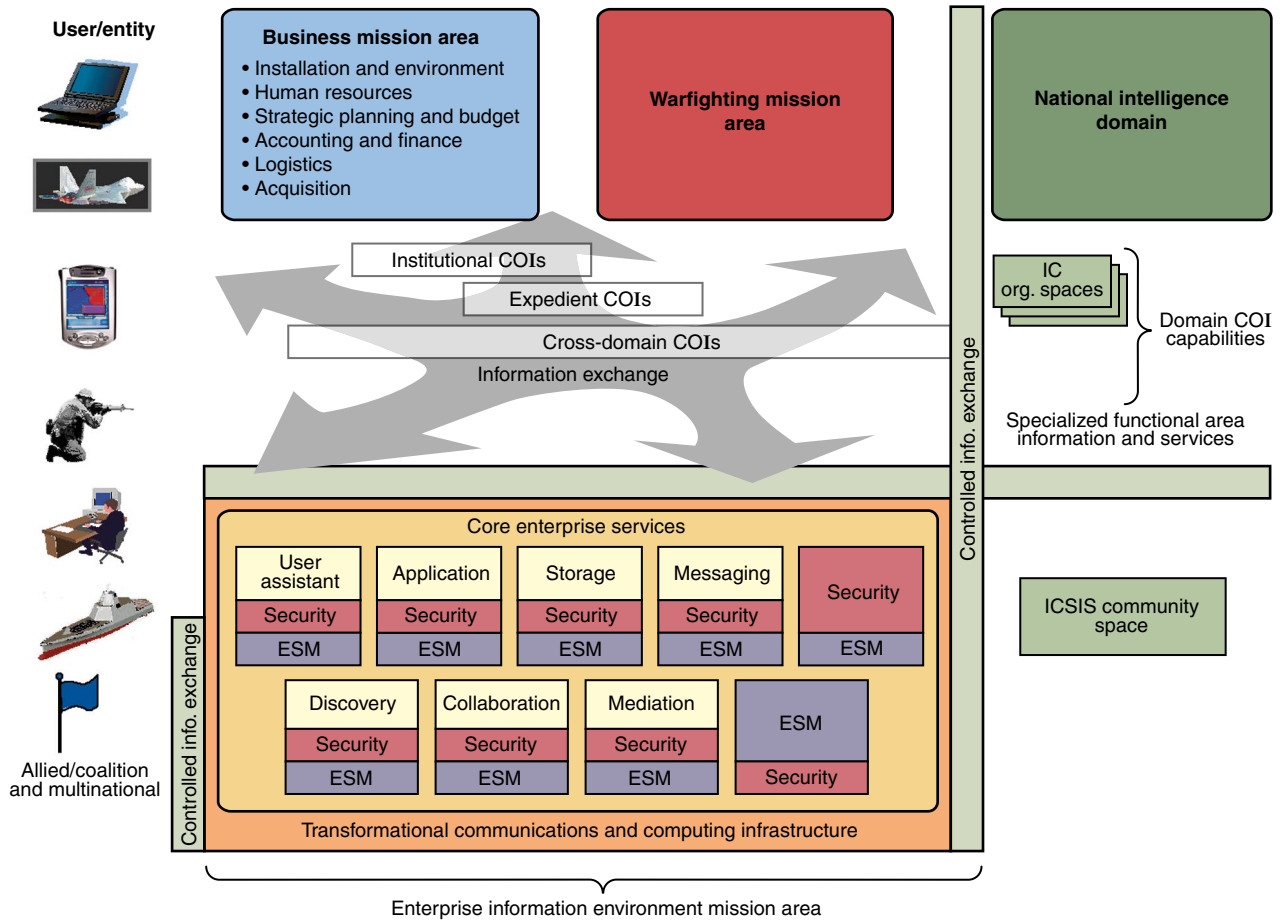 User/entity
Business mission area
• Installation and environment
• Human resources
• Strategic planning and budget
• Accounting and finance
• Logistics
• Acquisition
Warfighting mission
area
National intelligence
domain
Institutional COIs
Expedient COIs
Cross-domain COIs
Information exchange
IC
org. spaces
Domain COI
capabilities
Specialized functional area
information and services
Controlled info. exchange
Core enterprise services
User
assistant
Security
ESM
Application
Security
ESM
Storage
Security
ESM
Messaging
Security
ESM
Security
ESM
Discovery
Security
ESM
Collaboration
Security
ESM
Mediation
Security
ESM
ESM
Security
ICSIS community
space
Controlled info. exchange
Allied/coalition
and multinational
Transformational communications and computing infrastructure
Enterprise information environment mission area